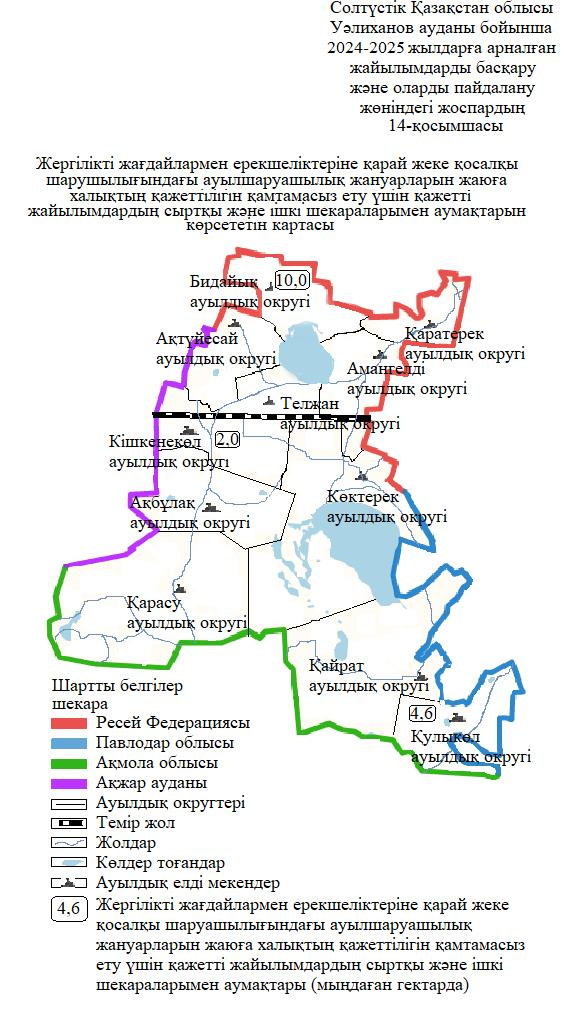 Солтүстік Қазақстан облысы
Уәлиханов ауданы бойынша
2024-2025 жылдарға арналған
жайылымдарды басқару
және оларды пайдалану
жөніндегі жоспардың
14-қосымшасы
Жергілікті жағдайлармен ерекшеліктеріне қарай жеке қосалқы
шарушылығындағы ауылшаруашылық жануарларын жаюға
халықтың қажеттілігін қамтамасыз ету үшін қажетті
жайылымдардың сыртқы және ішкі шекараларымен аумақтарын
көрсететін картасы
Бидайық
ауылдық округі
10,0
Ақтүйесай
ауылдық округі
Қаратерек
ауылдық округі
Амангелді
ауылдық округі
Телжан
ауылдық округі
Кішкенекөл
ауылдық округі
2,0
Көктерек
ауылдық округі
Ақбұлақ
ауылдық округі
Қарасу
ауылдық округі
Қайрат
ауылдық округі
4,6
Құлыкөл
ауылдық округі
Шартты белгілер
шекара
Ресей Федерациясы
Павлодар облысы
Ақмола облысы
Ақжар ауданы
Ауылдық округтері
Темір жол
Жолдар
Көлдер тоғандар
Ауылдық елді мекендер
4,6
Жергілікті жағдайлармен ерекшеліктеріне қарай жеке
қосалқы шаруашылығындағы ауылшаруашылық
жануарларын жаюға халықтың қажеттілігін қамтамасыз
ету үшін қажетті жайылымдардың сыртқы және ішкі
шекараларымен аумақтары (мыңдаған гектарда)